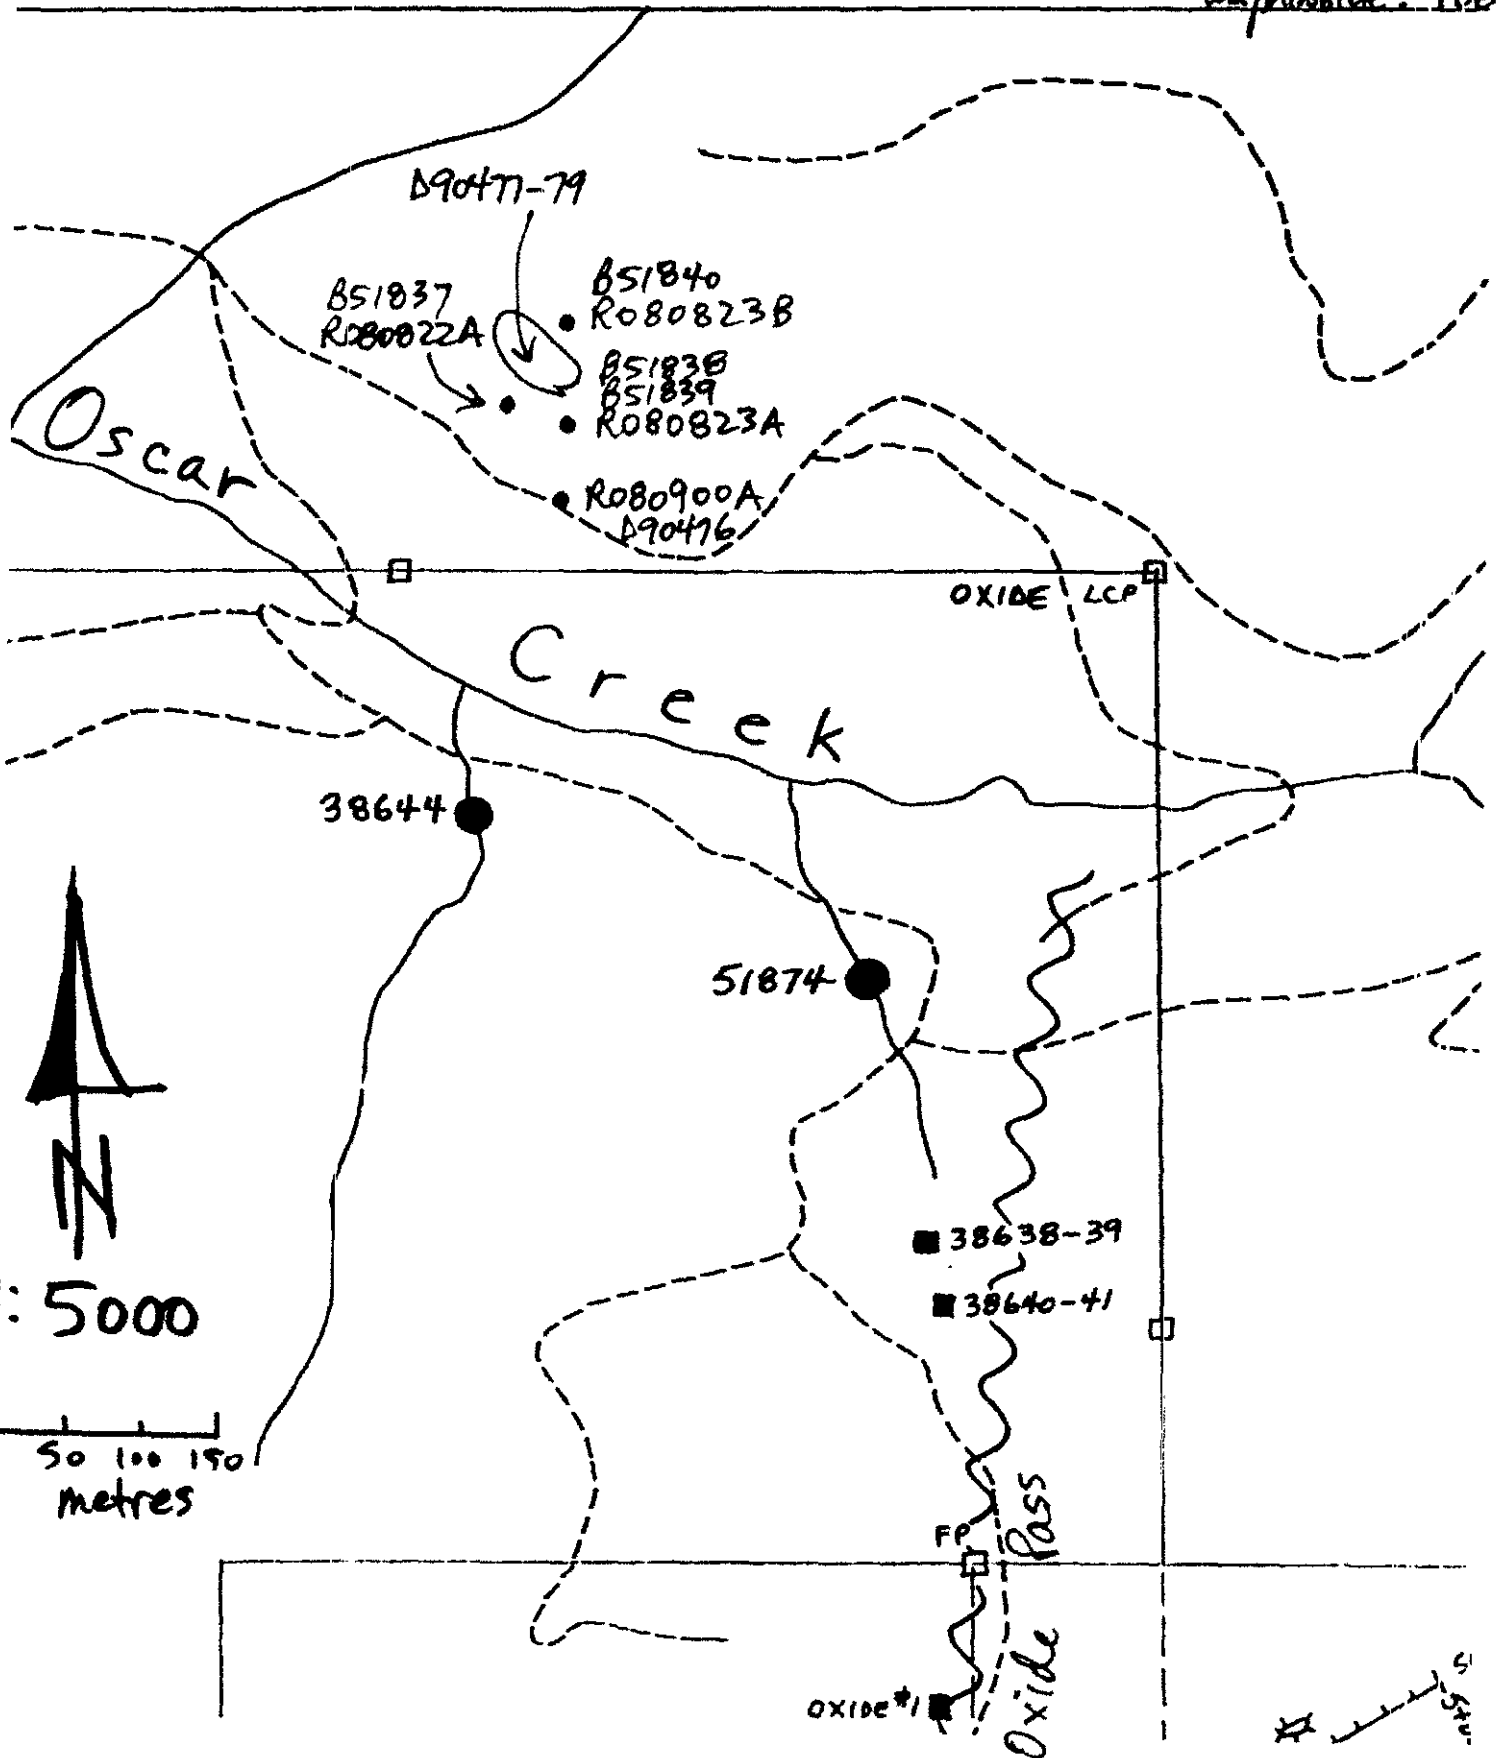 D90477-79
B51840
R080823B
B51837
R080822A
B51838
B51839
R080823A
R080900A
D90476
Oscar Creek
OXIDE LCP
38644
51874
N
: 5000
50 100 150
metres
38638-39
38640-41
FP
Oxide Pass
OXIDE #1